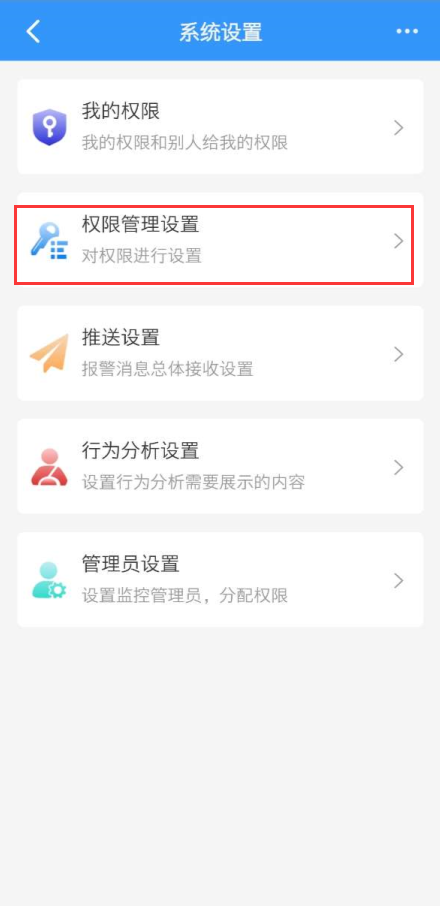 系统设置
我的权限
我的权限和别人给我的权限
权限管理设置
对权限进行设置
推送设置
报警消息总体接收设置
行为分析设置
设置行为分析需要展示的内容
管理员设置
设置监控管理员，分配权限